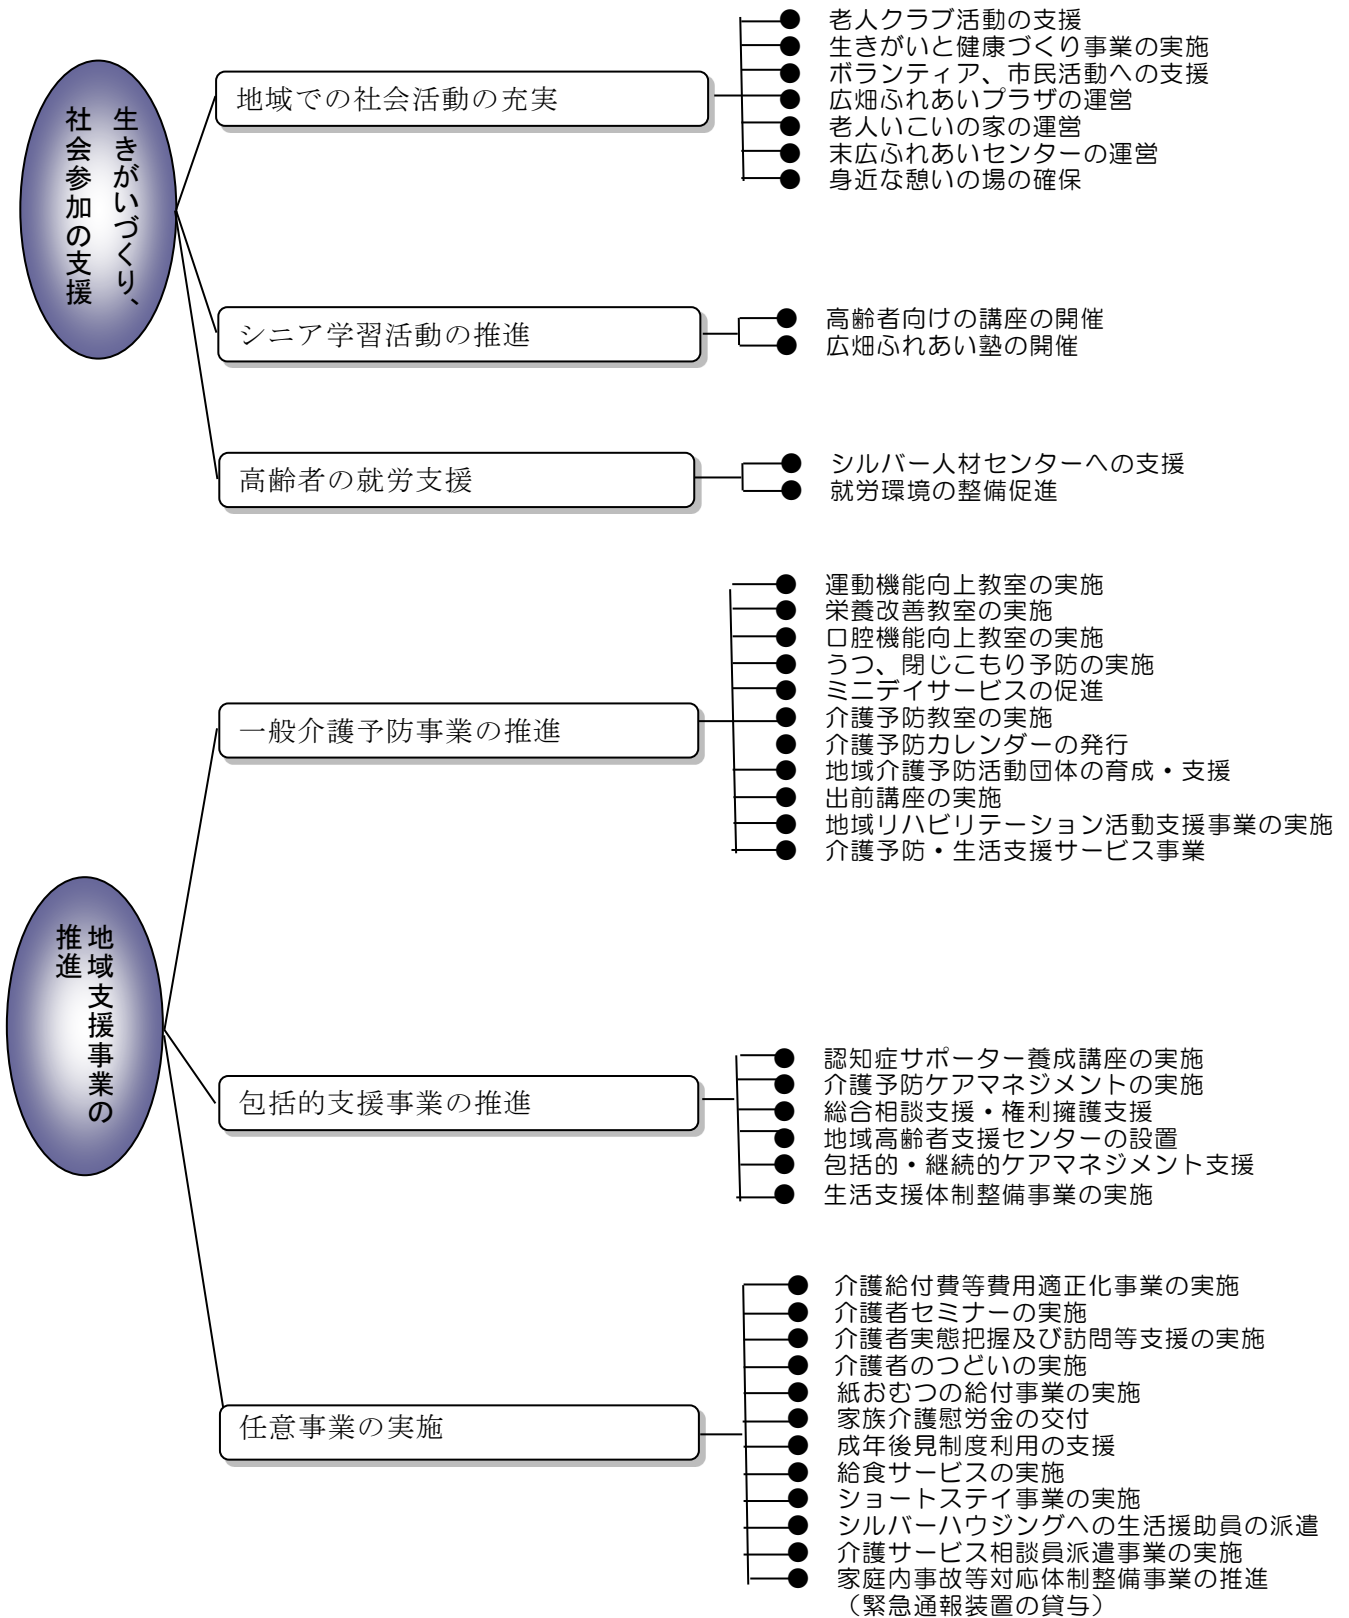 生きがいづくり、
社会参加の支援
地域での社会活動の充実
老人クラブ活動の支援
生きがいと健康づくり事業の実施
ボランティア、市民活動への支援
広畑ふれあいプラザの運営
老人いこいの家の運営
末広ふれあいセンターの運営
身近な憩いの場の確保
シニア学習活動の推進
高齢者向けの講座の開催
広畑ふれあい塾の開催
高齢者の就労支援
シルバー人材センターへの支援
就労環境の整備促進
地域支援事業の
推進
一般介護予防事業の推進
運動機能向上教室の実施
栄養改善教室の実施
口腔機能向上教室の実施
うつ、閉じこもり予防の実施
ミニデイサービスの促進
介護予防教室の実施
介護予防カレンダーの発行
地域介護予防活動団体の育成・支援
出前講座の実施
地域リハビリテーション活動支援事業の実施
介護予防・生活支援サービス事業
包括的支援事業の推進
認知症サポーター養成講座の実施
介護予防ケアマネジメントの実施
総合相談支援・権利擁護支援
地域高齢者支援センターの設置
包括的・継続的ケアマネジメント支援
生活支援体制整備事業の実施
任意事業の実施
介護給付費等費用適正化事業の実施
介護者セミナーの実施
介護者実態把握及び訪問等支援の実施
介護者のつどいの実施
紙おむつの給付事業の実施
家族介護慰労金の交付
成年後見制度利用の支援
給食サービスの実施
ショートステイ事業の実施
シルバーハウジングへの生活援助員の派遣
介護サービス相談員派遣事業の実施
家庭内事故等対応体制整備事業の推進
（緊急通報装置の貸与）